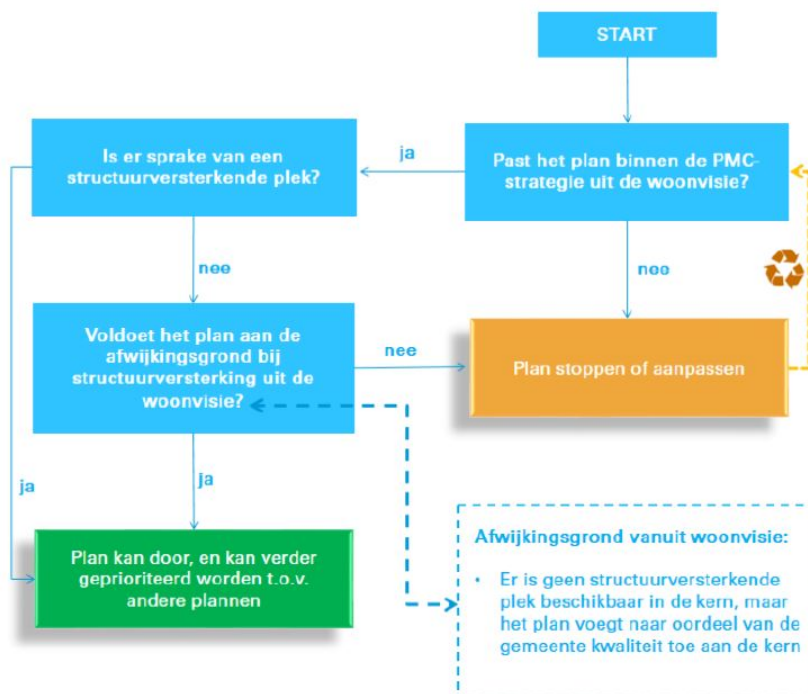 START
Past het plan binnen de PMC-
strategie uit de woonvisie?
ja
Is er sprake van een
structuurversterkende plek?
nee
nee
Voldoet het plan aan de
afwijkingsgrond bij
structuurversterking uit de
woonvisie?
nee
Plan stoppen of aanpassen
ja
ja
Plan kan door, en kan verder
geprioriteerd worden t.o.v.
andere plannen
Afwijkingsgrond vanuit woonvisie:
• Er is geen structuurversterkende
plek beschikbaar in de kern, maar
het plan voegt naar oordeel van de
gemeente kwaliteit toe aan de kern